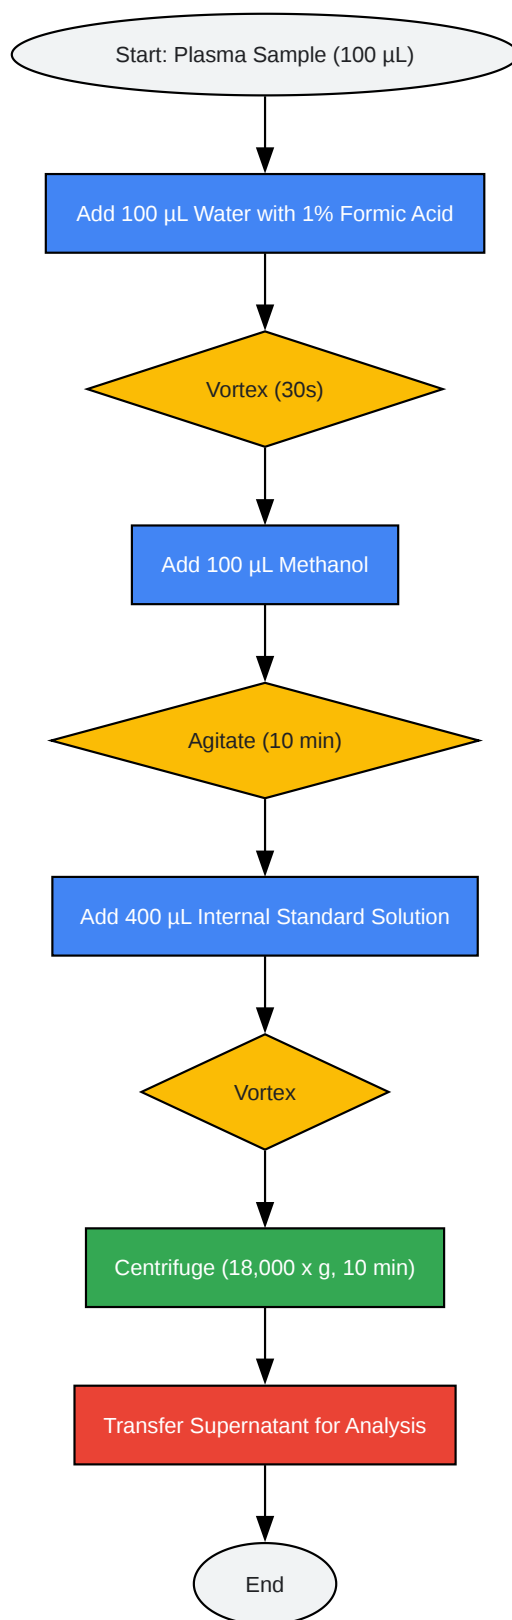 Start: Plasma Sample (100 µL)
Add 100 µL Water with 1% Formic Acid
Vortex (30s)
Add 100 µL Methanol
Agitate (10 min)
Add 400 µL Internal Standard Solution
Vortex
Centrifuge (18,000 x g, 10 min)
Transfer Supernatant for Analysis
End